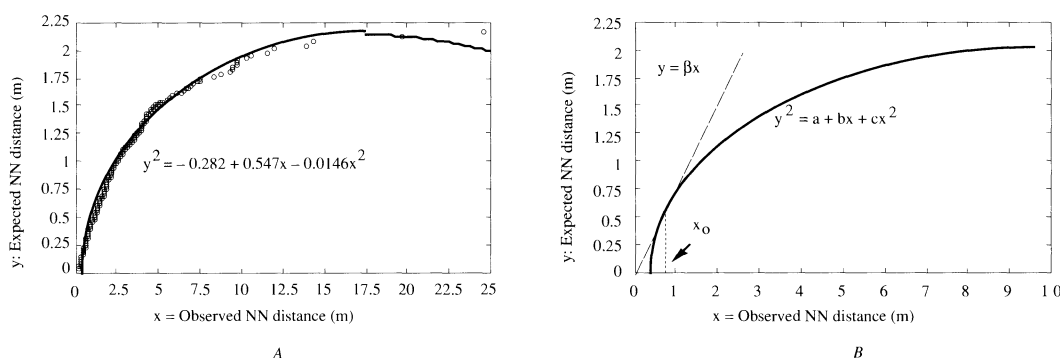 y: Expected NN distance (m)
2.25
2
1.75
1.5
1.25
1
0.75
0.5
0.25
0
y² = – 0.282 + 0.547x – 0.0146x²
0 2.5 5 7.5 10 12.5 15 17.5 20 22.5 25
x = Observed NN distance (m)
A
y: Expected NN distance (m)
2.25
2
1.75
1.5
1.25
1
0.75
0.5
0.25
0
y = βx
y² = a + bx + cx²
x₀
0 1 2 3 4 5 6 7 8 9 1 0
x = Observed NN distance (m)
B